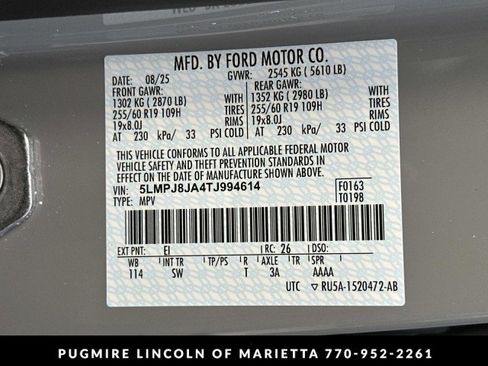 MFD. BY FORD MOTOR CO.
DATE: 08/25 GVWR: 2545 KG ( 5610 LB)
FRONT GAWR: REAR GAWR:
1302 KG ( 2870 LB) WITH 1352 KG ( 2980 LB) WITH
255/60 R19 109H TIRES 255/60 R19 109H TIRES
19x8.0J RIMS 19x8.0J RIMS
AT 230 kPa/ 33 PSI COLD AT 230 kPa/ 33 PSI COLD
THIS VEHICLE CONFORMS TO ALL APPLICABLE FEDERAL MOTOR
VEHICLE SAFETY AND THEFT PREVENTION STANDARDS IN EFFECT
ON THE DATE OF MANUFACTURE SHOWN ABOVE.
VIN: 5LMPJ8JA4TJ994614 F0163
TYPE: MPV T0198
EXT PNT: EI RC: 26 DSO:
WB INT TR TP/PS R AXLE TR SPR
114 SW T 3A AAAA
UTC RU5A-1520472-AB
PUGMIRE LINCOLN OF MARIETTA 770-952-2261